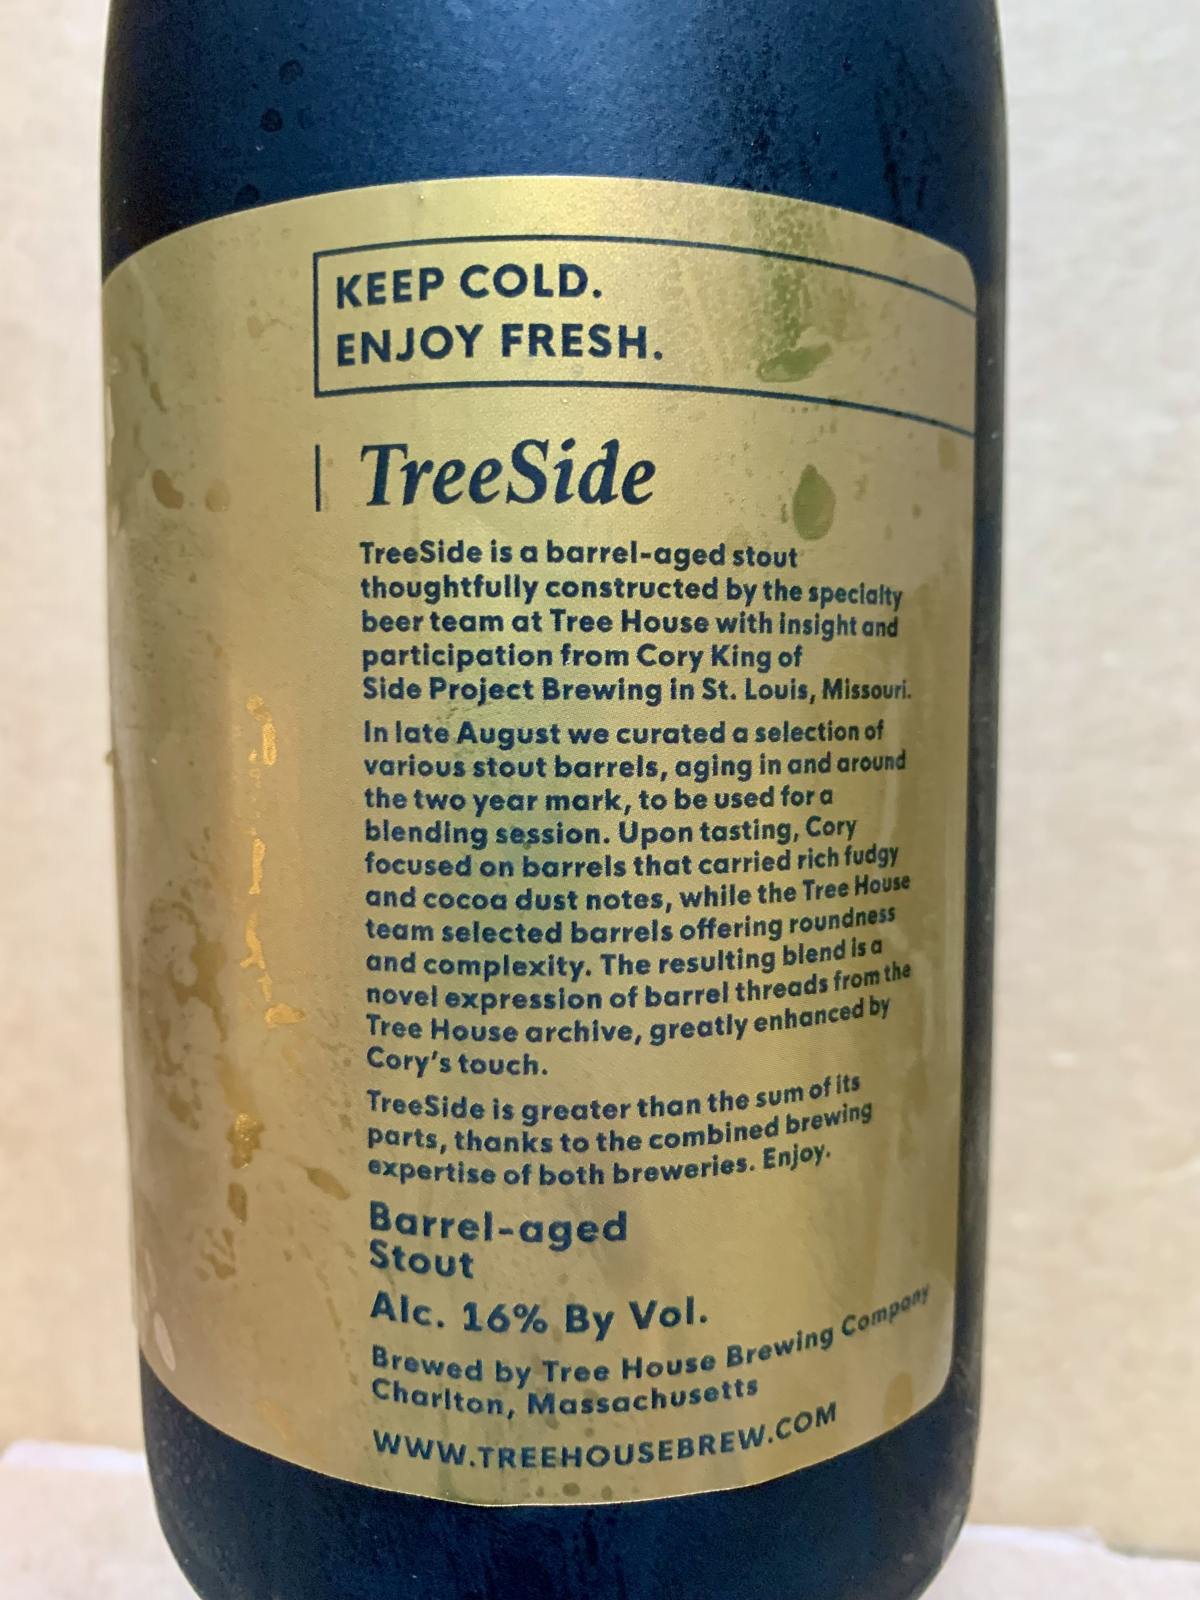 KEEP COLD.
ENJOY FRESH.
TreeSide
TreeSide is a barrel-aged stout
thoughtfully constructed by the specialty
beer team at Tree House with insight and
participation from Cory King of
Side Project Brewing in St. Louis, Missouri.
In late August we curated a selection of
various stout barrels, aging in and around
the two year mark, to be used for a
blending session. Upon tasting, Cory
focused on barrels that carried rich fudgy
and cocoa dust notes, while the Tree House
team selected barrels offering roundness
and complexity. The resulting blend is a
novel expression of barrel threads from the
Tree House archive, greatly enhanced by
Cory's touch.
TreeSide is greater than the sum of its
parts, thanks to the combined brewing
expertise of both breweries. Enjoy.
Barrel-aged
Stout
Alc. 16% By Vol.
Brewed by Tree House Brewing Company
Charlton, Massachusetts
WWW.TREEHOUSEBREW.COM